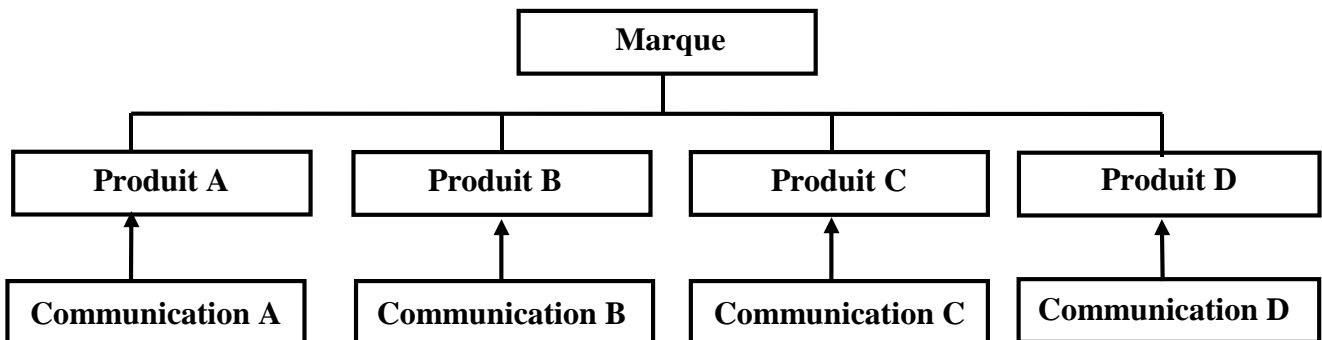 Marque
Produit A
Produit B
Produit C
Produit D
Communication A
Communication B
Communication C
Communication D